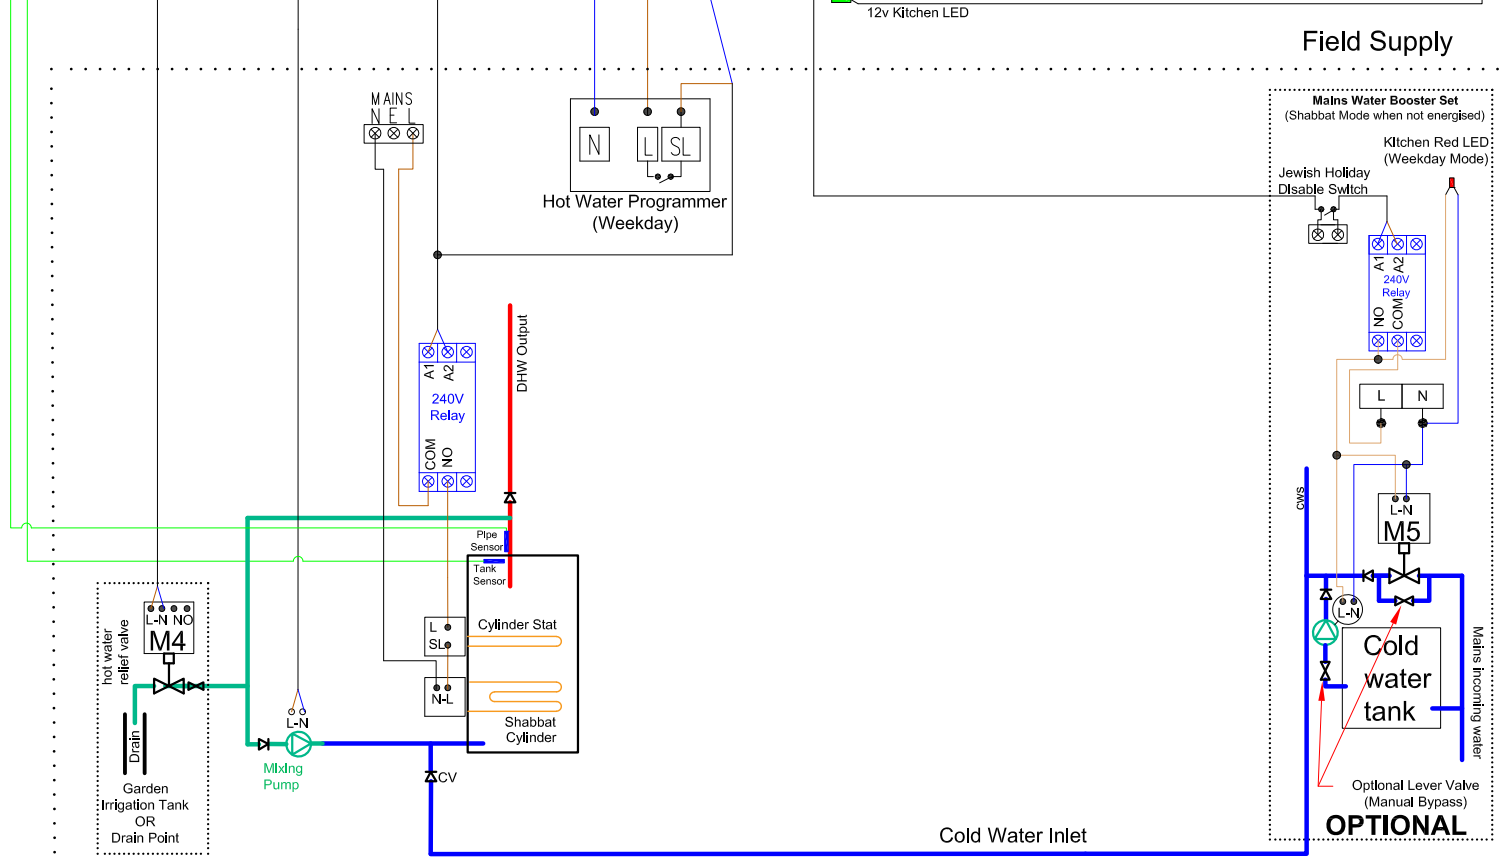 12v Kitchen LED
Field Supply
MAINS
N E L
N
L
SL
Hot Water Programmer
(Weekday)
Mains Water Booster Set
(Shabbat Mode when not energised)
Kitchen Red LED
(Weekday Mode)
Jewish Holiday
Disable Switch
A1
A2
240V
Relay
NO
COM
L
N
L-N
M5
cws
L-N
Cold
water
tank
Mains incoming water
Optional Lever Valve
(Manual Bypass)
OPTIONAL
DHW Output
A1
A2
240V
Relay
COM
NO
Pipe
Sensor
Tank
Sensor
L
SL
Cylinder Stat
N-L
Shabbat
Cylinder
hot water
relief valve
L-N NO
M4
Drain
Garden
Irrigation Tank
OR
Drain Point
L-N
Mixing
Pump
CV
Cold Water Inlet